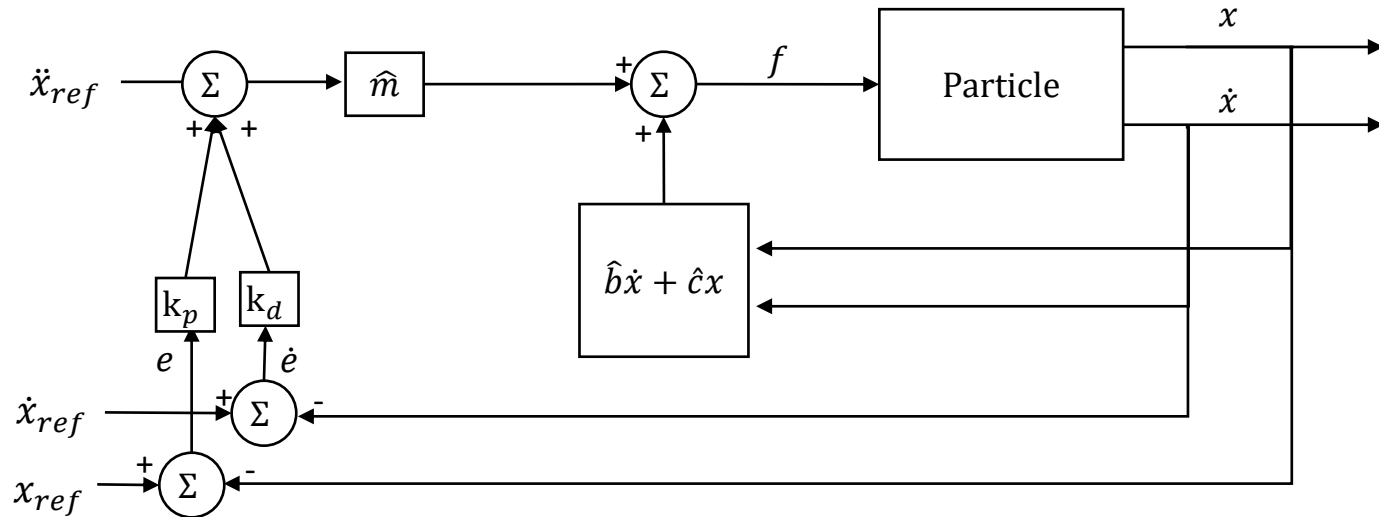 x
ẍ_ref
Σ
m̂
+
Σ
f
Particle
ẋ
+ +
+
b̂ẋ + ĉx
k_p
k_d
e
ė
ẋ_ref
+
Σ
-
x_ref
+
Σ
-